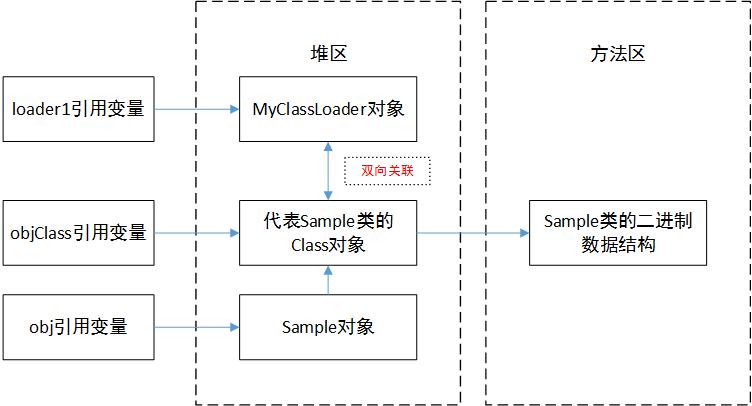 堆区
方法区
loader1引用变量
MyClassLoader对象
双向关联
objClass引用变量
代表Sample类的
Class对象
Sample类的二进制
数据结构
obj引用变量
Sample对象